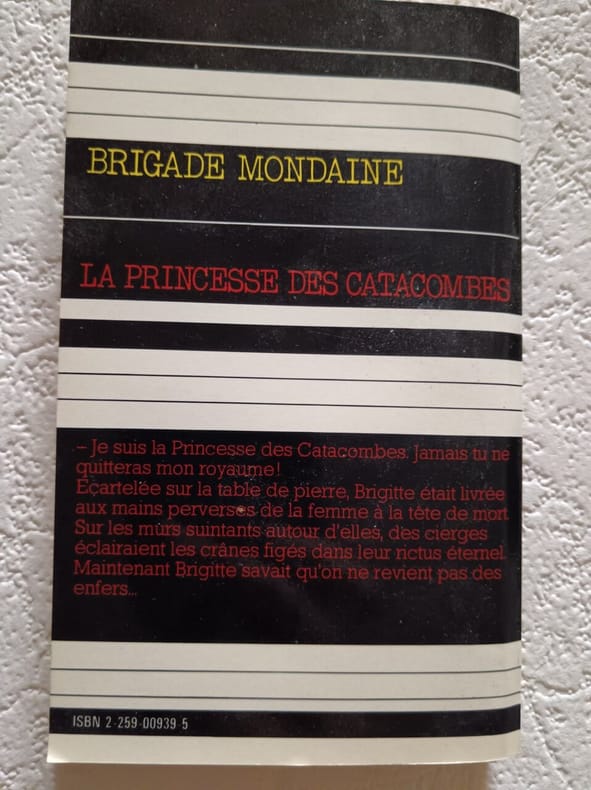 BRIGADE MONDAINE
LA PRINCESSE DES CATACOMBES
– Je suis la Princesse des Catacombes. Jamais tu ne
quitteras mon royaume!
Écartelée sur la table de pierre, Brigitte était livrée
aux mains perverses de la femme à la tête de mort.
Sur les murs suintants autour d'elles, des cierges
éclairaient les crânes figés dans leur rictus éternel.
Maintenant Brigitte savait qu'on ne revient pas des
enfers...
ISBN 2-259-00939-5